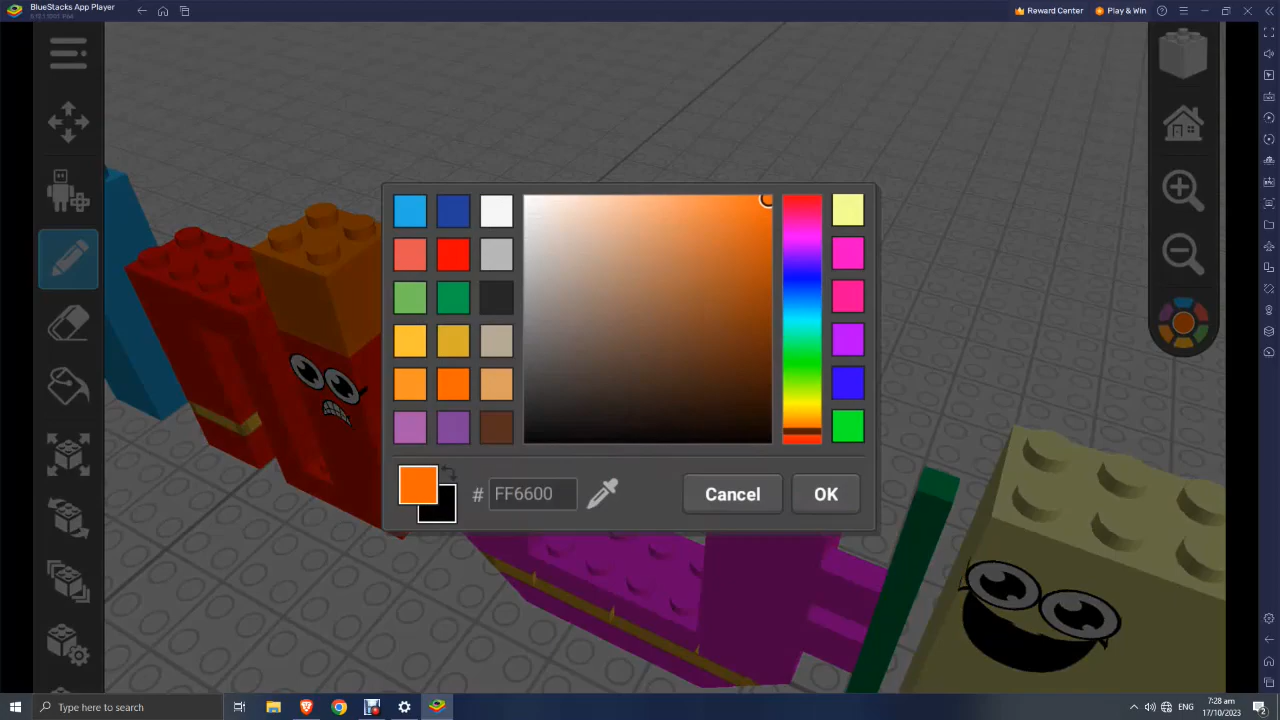 BlueStacks App Player
Reward Center
Play & Win
# FF6600
Cancel
OK
Type here to search
ENG
7:28 am
17/10/2023
2